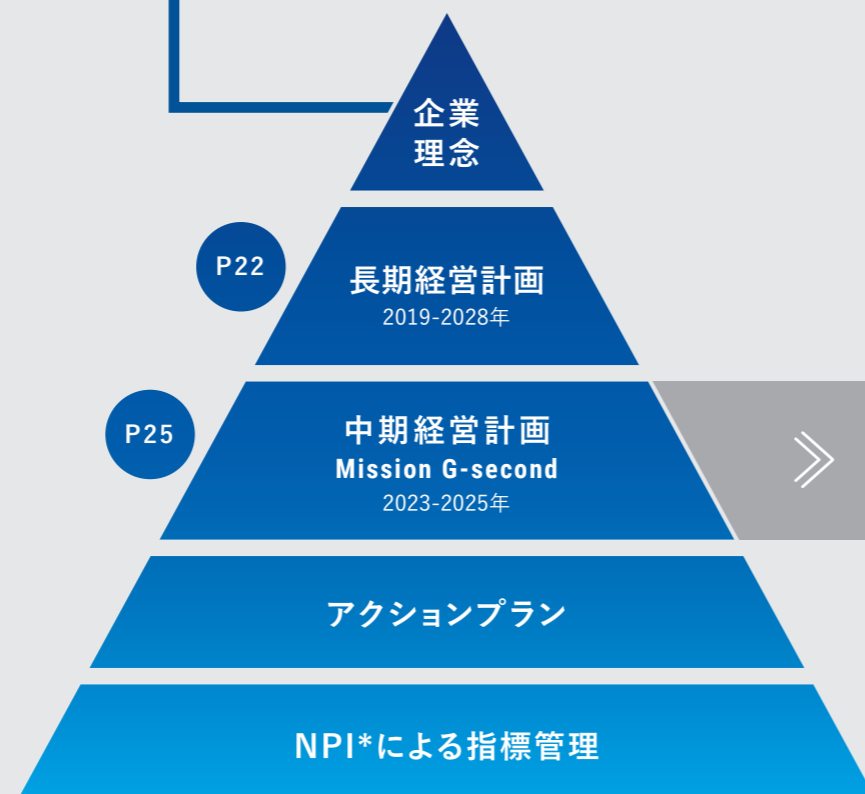 企業
理念
P22
長期経営計画
2019-2028年
P25
中期経営計画
Mission G-second
2023-2025年
アクションプラン
NPI*による指標管理